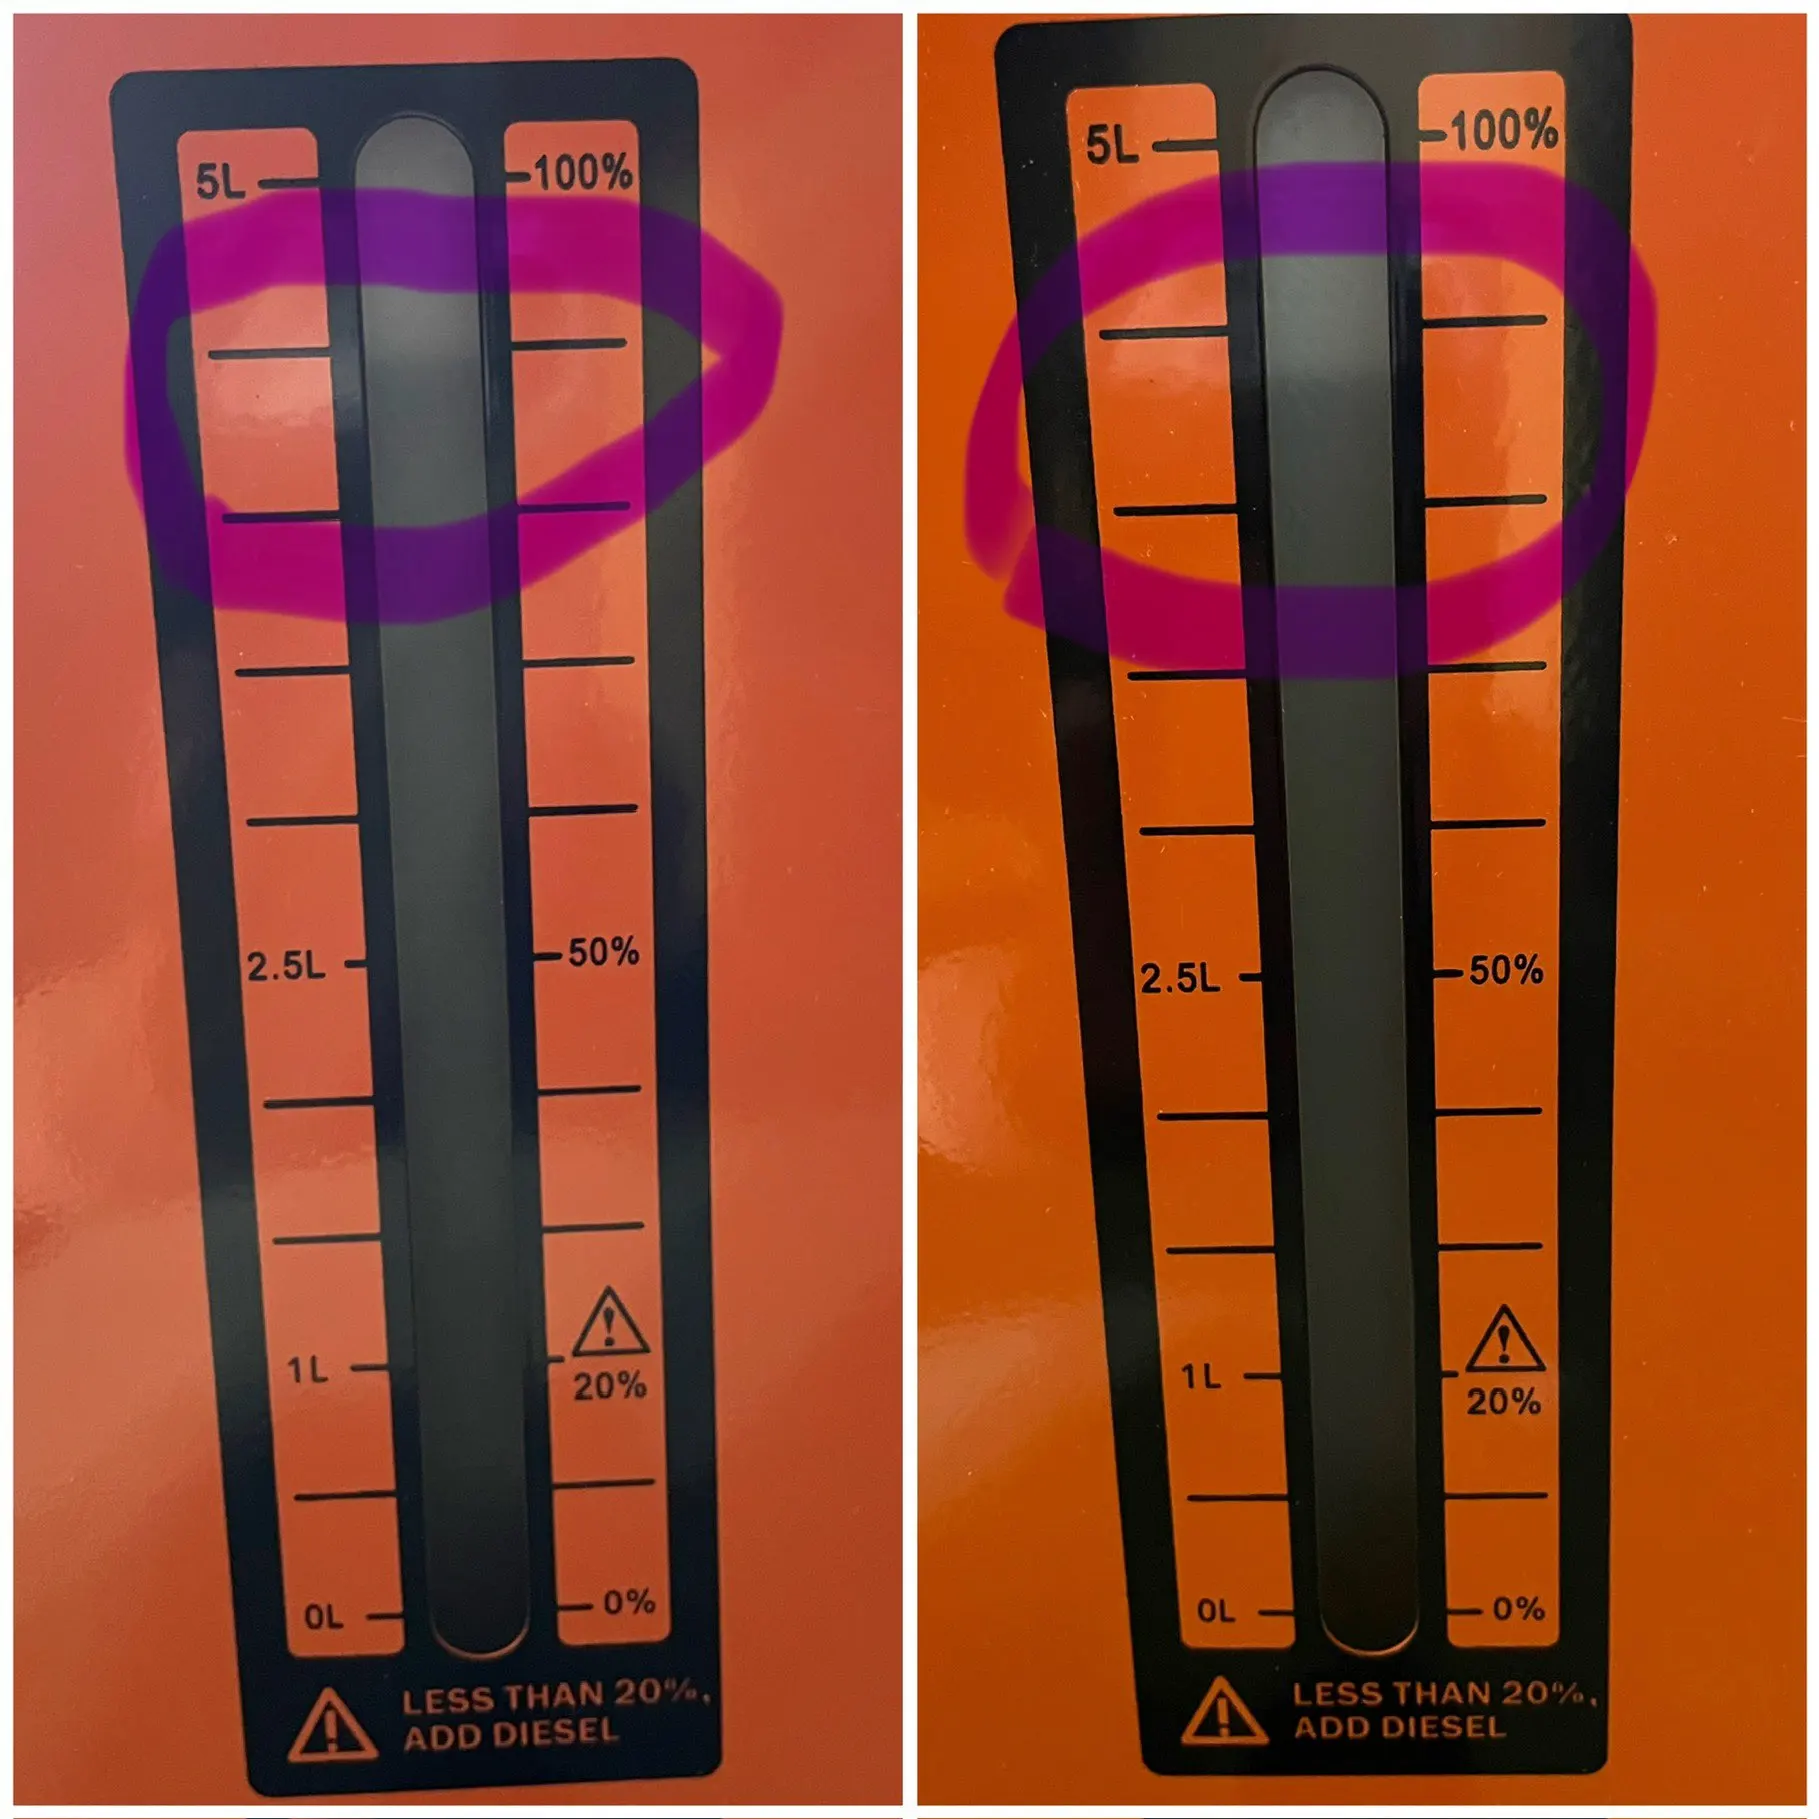 5L 100%
2.5L 50%
1L
20%
0L 0%
LESS THAN 20%,
ADD DIESEL
5L 100%
2.5L 50%
1L
20%
0L 0%
LESS THAN 20%,
ADD DIESEL